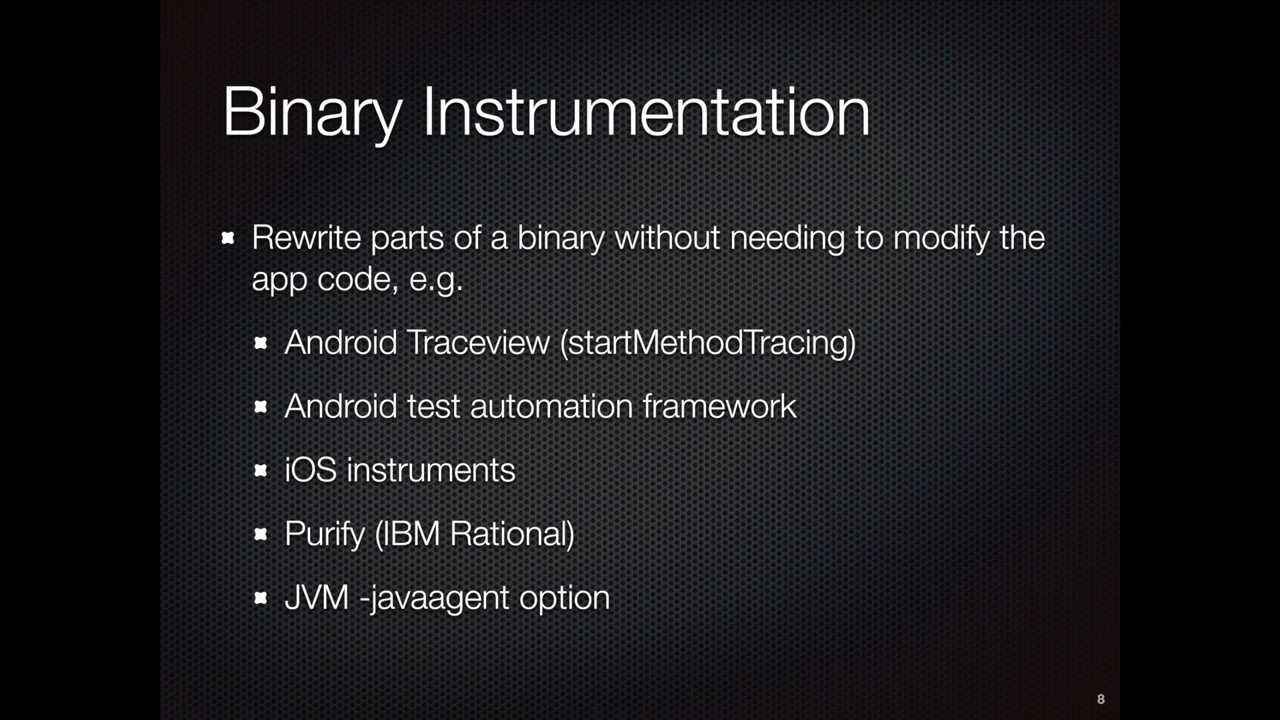 Binary Instrumentation
Rewrite parts of a binary without needing to modify the
app code, e.g.
Android Traceview (startMethodTracing)
Android test automation framework
iOS instruments
Purify (IBM Rational)
JVM -javaagent option
8